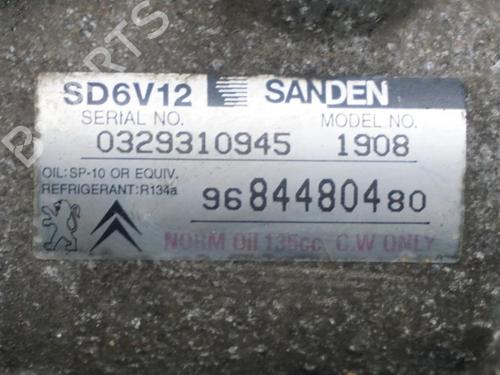 PARTS
SD6V12 SANDEN
SERIAL NO. MODEL NO.
0329310945 1908
OIL:SP-10 OR EQUIV.
REFRIGERANT:R134a
9684480480
NORM Oil 135cc C.W ONLY